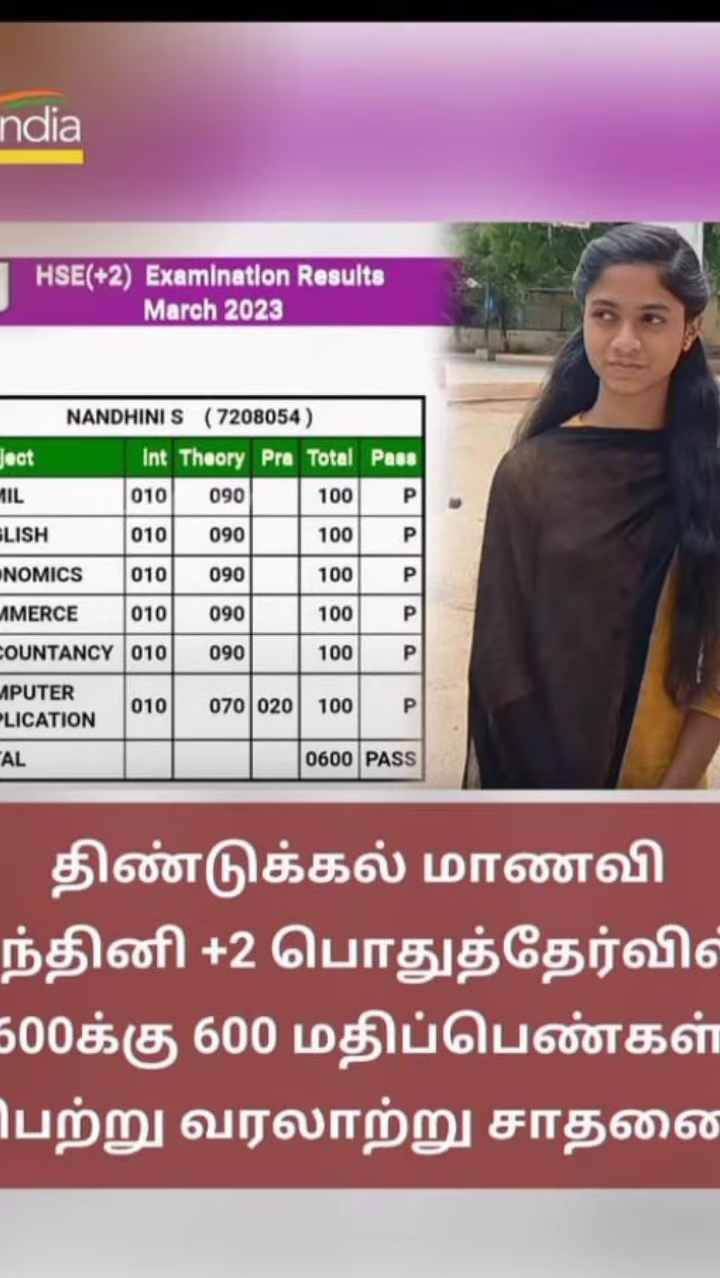 ndia
HSE(+2) Examination Results
March 2023
NANDHINI S (7208054)
ject Int Theory Pra Total Pass
MIL 010 090 100 P
GLISH 010 090 100 P
ONOMICS 010 090 100 P
MMERCE 010 090 100 P
COUNTANCY 010 090 100 P
MPUTER
PLICATION 010 070 020 100 P
TAL 0600 PASS
திண்டுக்கல் மாணவி
ந்தினி +2 பொதுத்தேர்வில்
600க்கு 600 மதிப்பெண்கள்
பெற்று வரலாற்று சாதனை